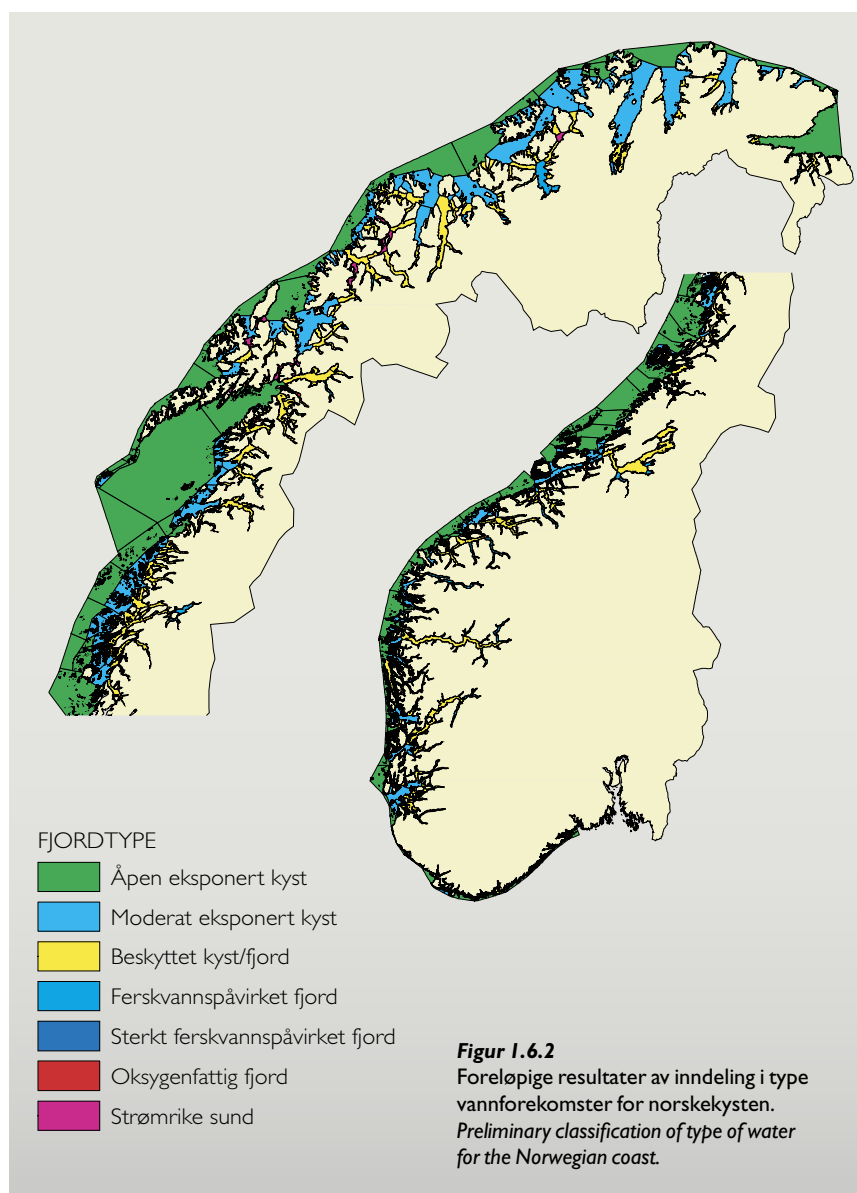 FJORDTYPE
Åpen eksponert kyst
Moderat eksponert kyst
Beskyttet kyst/fjord
Ferskvannspåvirket fjord
Sterkt ferskvannspåvirket fjord
Oksygenfattig fjord
Strømrike sund
Figur 1.6.2
Foreløpige resultater av inndeling i type
vannforekomster for norskekysten.
Preliminary classification of type of water
for the Norwegian coast.